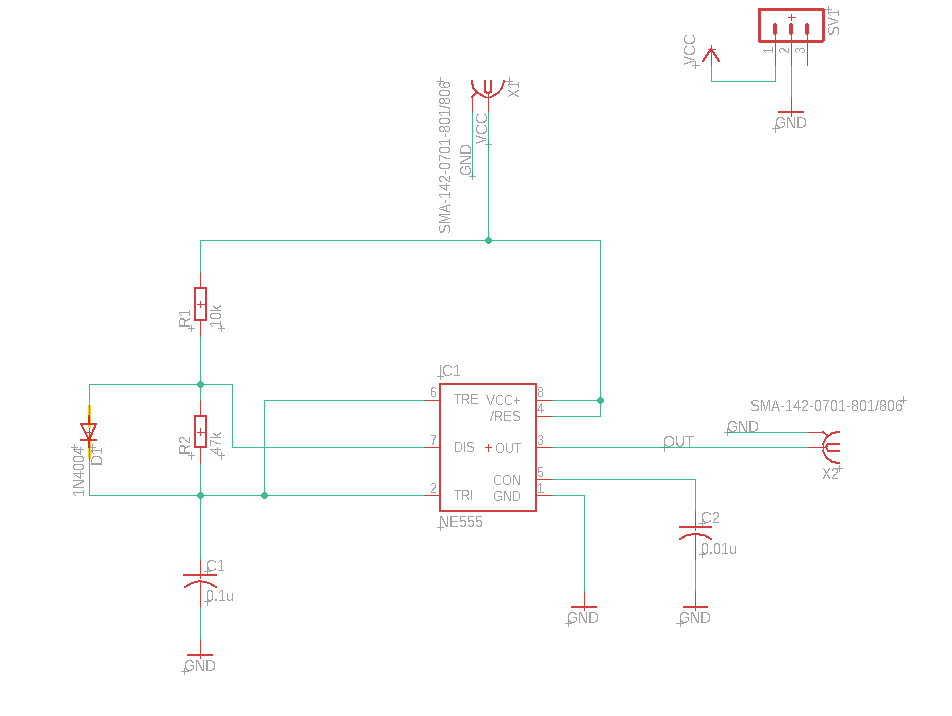 SV1
1
2
3
VCC
GND
X1
SMA-142-0701-801/806
GND
VCC
R1
10k
R2
47k
1N4004
D1
IC1
6
TRE
VCC+
8
/RES
4
7
DIS
OUT
3
CON
5
2
TRI
GND
1
NE555
OUT
SMA-142-0701-801/806
GND
X2
C2
0.01u
C1
0.1u
GND
GND
GND